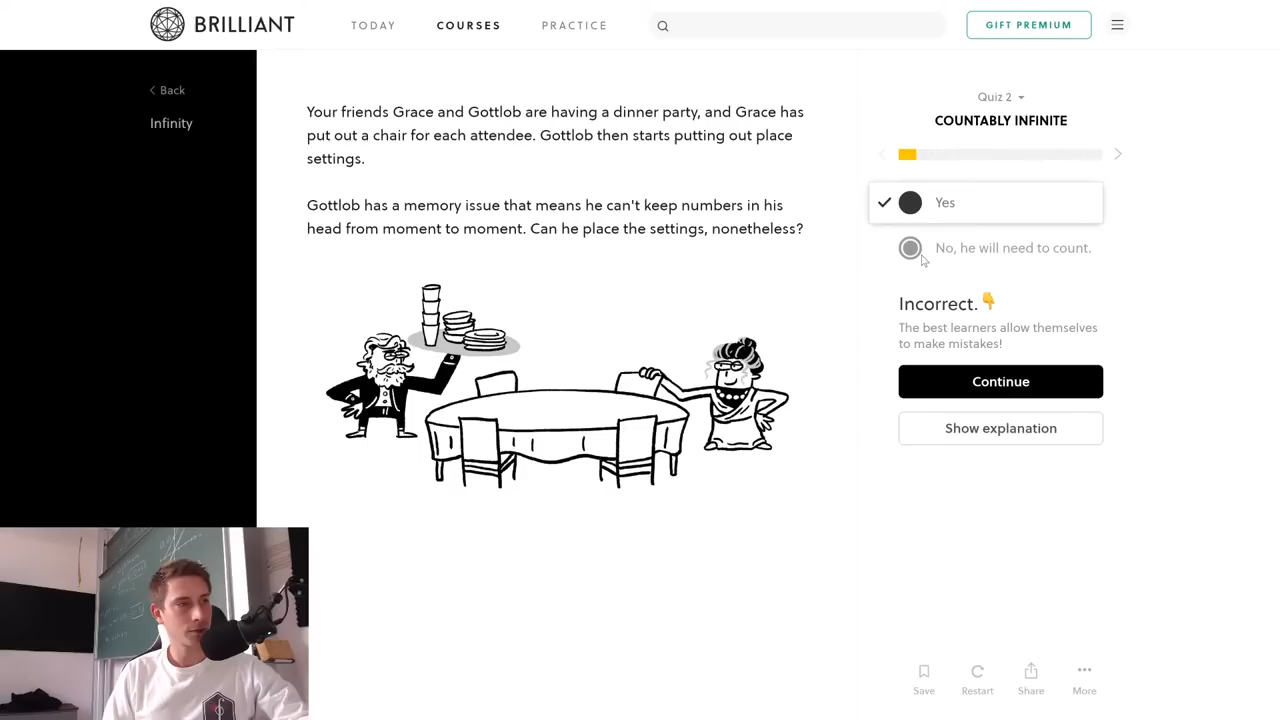 BRILLIANT
TODAY
COURSES
PRACTICE
GIFT PREMIUM
Back
Infinity
Your friends Grace and Gottlob are having a dinner party, and Grace has
put out a chair for each attendee. Gottlob then starts putting out place
settings.
Gottlob has a memory issue that means he can't keep numbers in his
head from moment to moment. Can he place the settings, nonetheless?
Quiz 2
COUNTABLY INFINITE
Yes
No, he will need to count.
Incorrect.
The best learners allow themselves
to make mistakes!
Continue
Show explanation
Save
Restart
Share
More